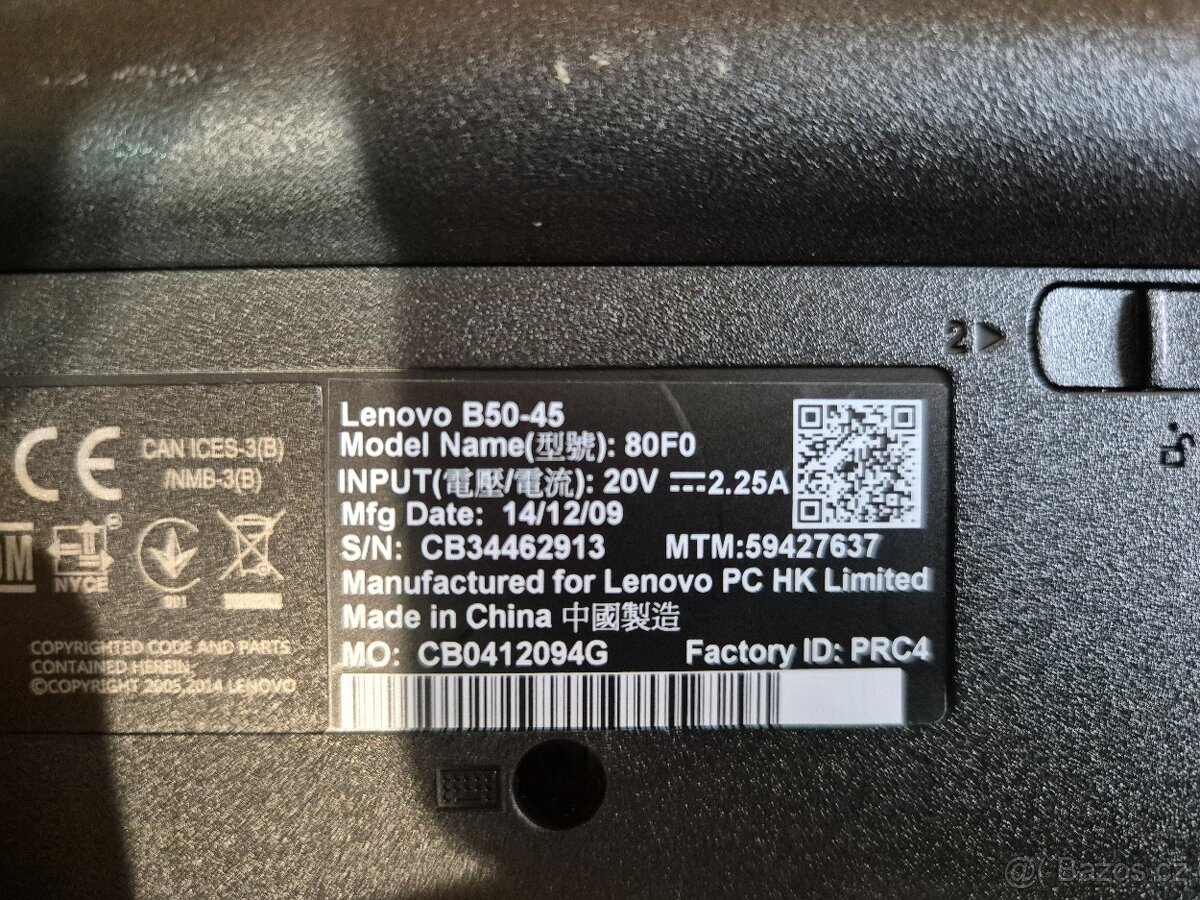 2
Lenovo B50-45
Model Name(型號): 80F0
INPUT(電壓/電流): 20V ⎓2.25A
Mfg Date: 14/12/09
S/N: CB34462913 MTM:59427637
Manufactured for Lenovo PC HK Limited
Made in China 中國製造
MO: CB0412094G Factory ID: PRC4
CE
CAN ICES-3(B)
/NMB-3(B)
NYCE
COPYRIGHTED CODE AND PARTS
CONTAINED HEREIN,
©COPYRIGHT 2005,2014 LENOVO
@( Bazos.cz